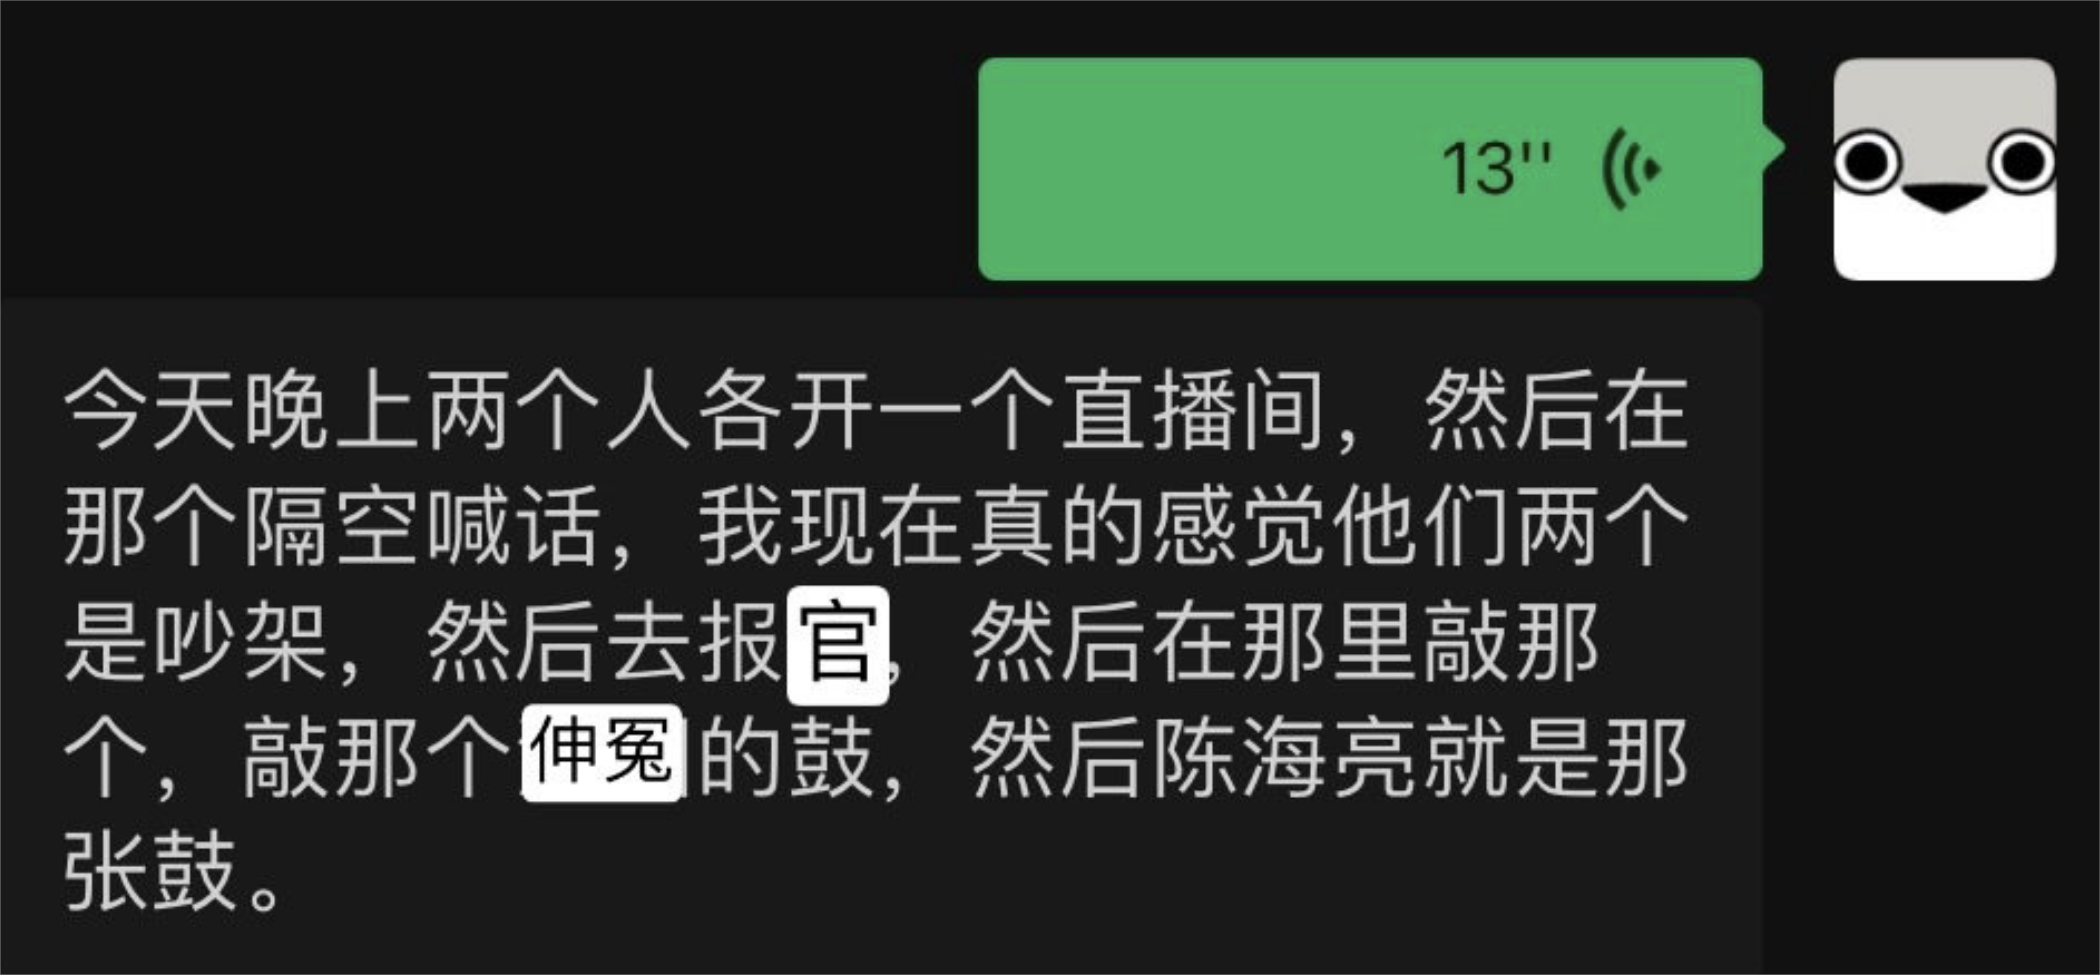 13''
今天晚上两个人各开一个直播间，然后在
那个隔空喊话，我现在真的感觉他们两个
是吵架，然后去报官，然后在那里敲那
个，敲那个伸冤的鼓，然后陈海亮就是那
张鼓。